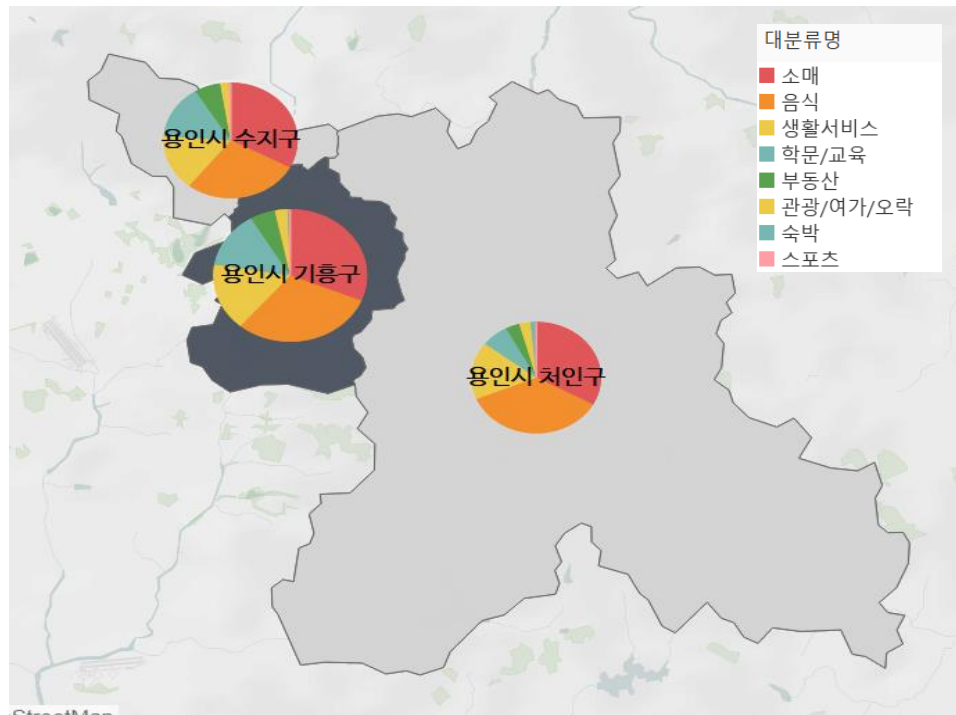 대분류명
소매
음식
생활서비스
학문/교육
부동산
관광/여가/오락
숙박
스포츠
용인시 수지구
용인시 기흥구
용인시 처인구
StreetMap